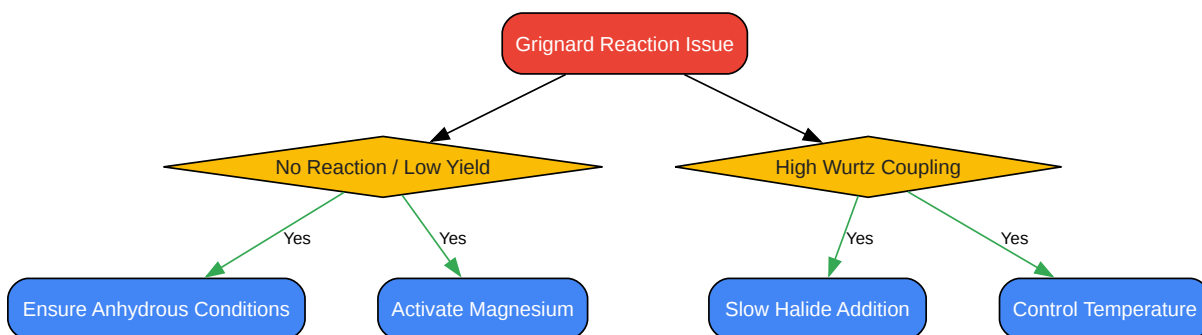 Grignard Reaction Issue
No Reaction / Low Yield
High Wurtz Coupling
Yes
Yes
Yes
Yes
Ensure Anhydrous Conditions
Activate Magnesium
Slow Halide Addition
Control Temperature